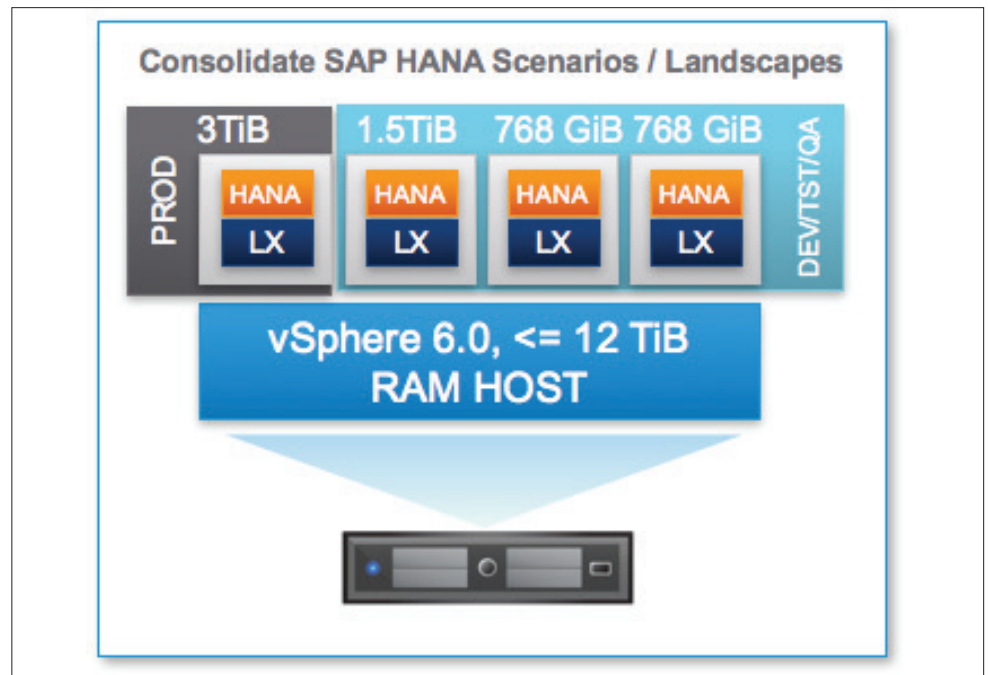 Consolidate SAP HANA Scenarios / Landscapes
PROD
3TiB
1.5TiB
768 GiB
768 GiB
DEV/TST/QA
HANA
LX
HANA
LX
HANA
LX
HANA
LX
vSphere 6.0, <= 12 TiB
RAM HOST